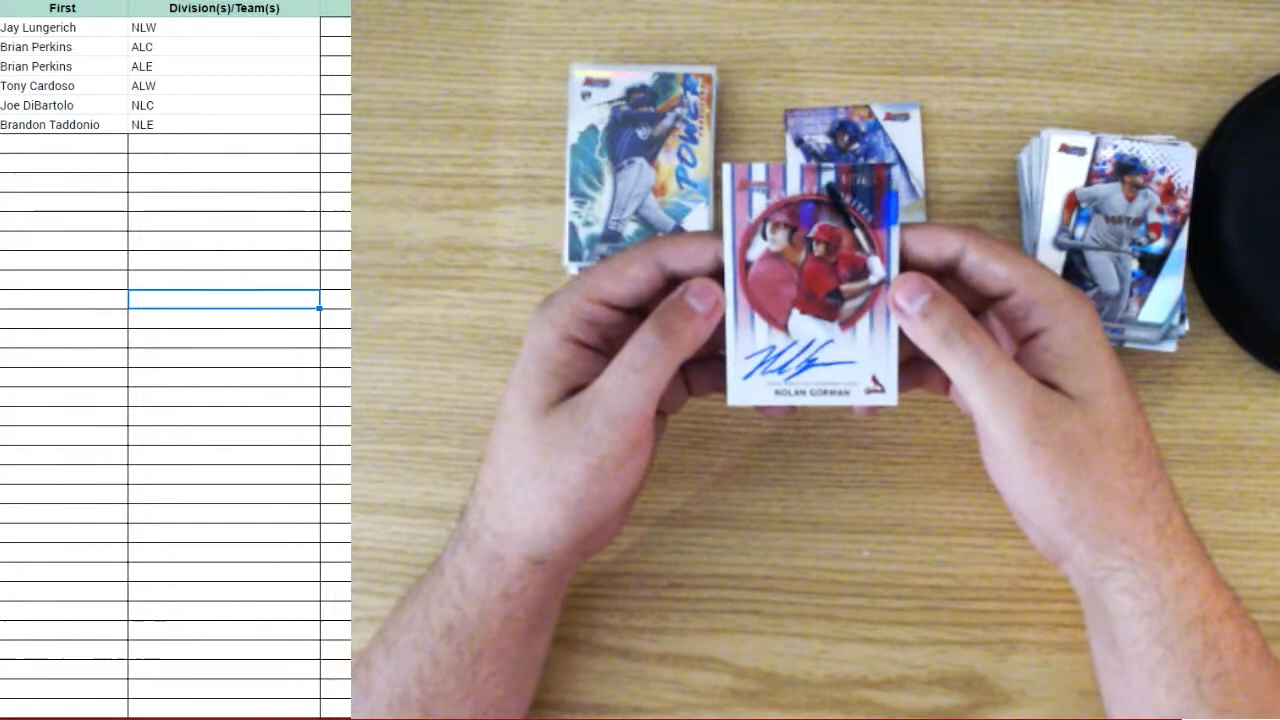 First Division(s)/Team(s)
Jay Lungerich NLW
Brian Perkins ALC
Brian Perkins ALE
Tony Cardoso ALW
Joe DiBartolo NLC
Brandon Taddonio NLE
POWER
BOSTON
NOLAN GORMAN